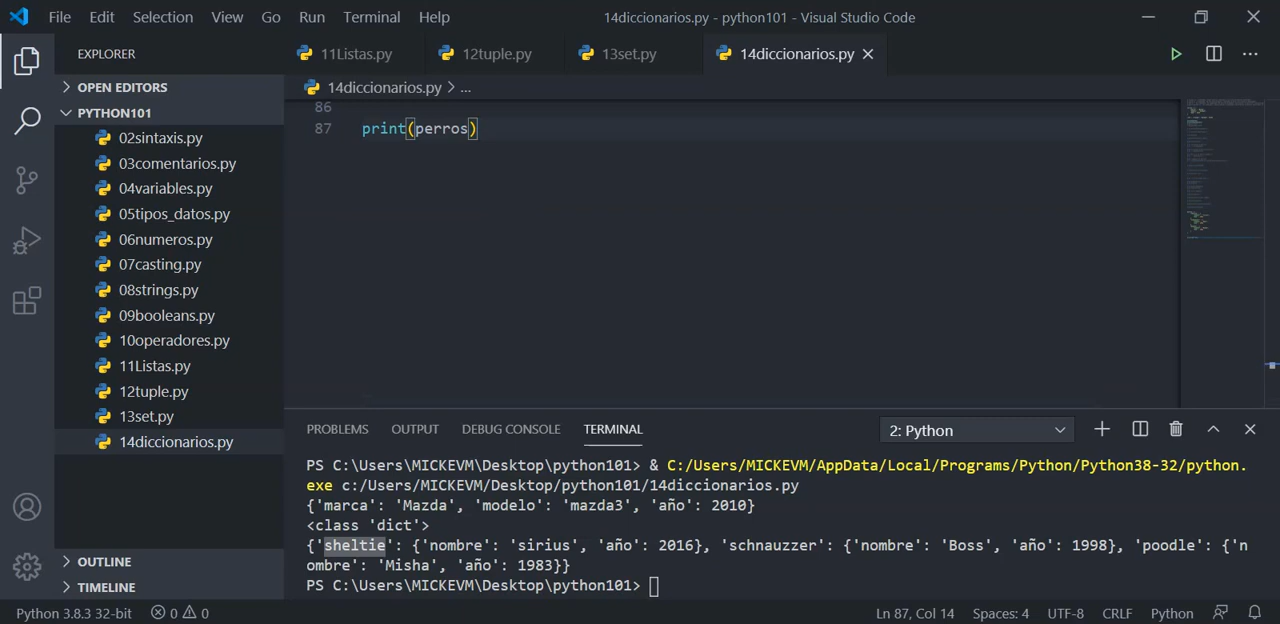 File Edit Selection View Go Run Terminal Help 14diccionarios.py - python101 - Visual Studio Code
EXPLORER
OPEN EDITORS
PYTHON101
02sintaxis.py
03comentarios.py
04variables.py
05tipos_datos.py
06numeros.py
07casting.py
08strings.py
09booleans.py
10operadores.py
11Listas.py
12tuple.py
13set.py
14diccionarios.py
OUTLINE
TIMELINE
11Listas.py 12tuple.py 13set.py 14diccionarios.py
14diccionarios.py > ...
86
87 print(perros)
PROBLEMS OUTPUT DEBUG CONSOLE TERMINAL 2: Python
PS C:\Users\MICKEVM\Desktop\python101> & C:/Users/MICKEVM/AppData/Local/Programs/Python/Python38-32/python.
exe c:/Users/MICKEVM/Desktop/python101/14diccionarios.py
{'marca': 'Mazda', 'modelo': 'mazda3', 'año': 2010}
<class 'dict'>
{'sheltie': {'nombre': 'sirius', 'año': 2016}, 'schnauzzer': {'nombre': 'Boss', 'año': 1998}, 'poodle': {'n
ombre': 'Misha', 'año': 1983}}
PS C:\Users\MICKEVM\Desktop\python101>
Python 3.8.3 32-bit 0 0 Ln 87, Col 14 Spaces: 4 UTF-8 CRLF Python